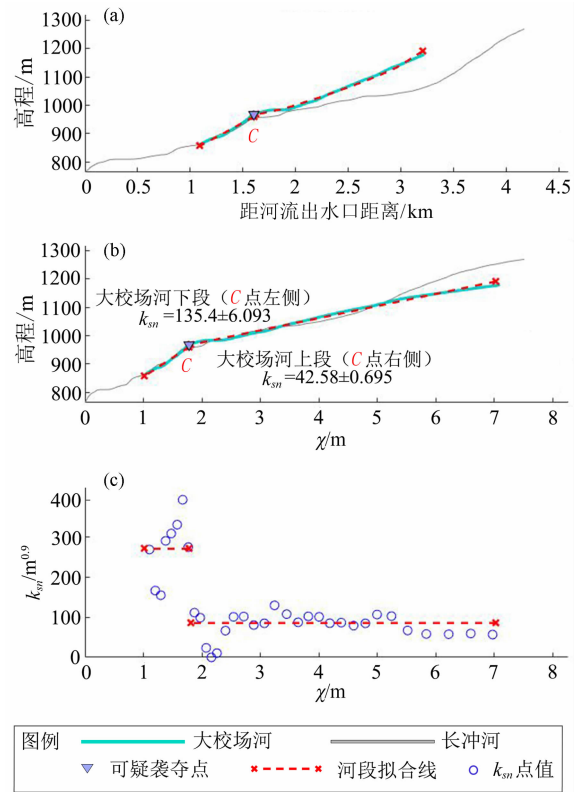 (a)
高程/m
1300
1200
1100
1000
900
800
C
0 0.5 1 1.5 2 2.5 3 3.5 4 4.5
距河流出水口距离/km
(b)
高程/m
1300
1200
1100
1000
900
800
大校场河下段（C点左侧）
ksn=135.4±6.093
C
大校场河上段（C点右侧）
ksn=42.58±0.695
0 1 2 3 4 5 6 7 8
χ/m
(c)
ksn/m0.9
400
300
200
100
0
0 1 2 3 4 5 6 7 8
χ/m
图例 大校场河 长冲河
可疑袭夺点 河段拟合线 ksn点值